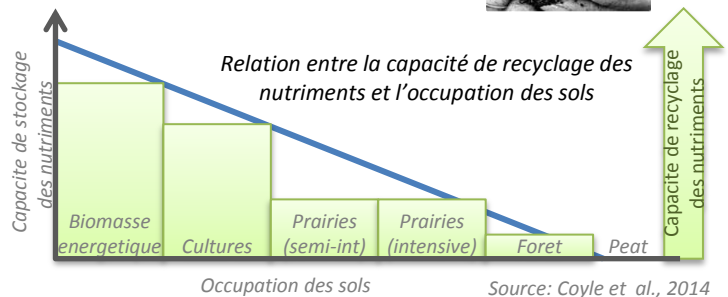 Relation entre la capacité de recyclage des
nutriments et l'occupation des sols
Capacite de stockage
des nutriments
Biomasse
energetique
Cultures
Prairies
(semi-int)
Prairies
(intensive)
Foret
Peat
Capacite de recyclage
des nutriments
Occupation des sols
Source: Coyle et al., 2014